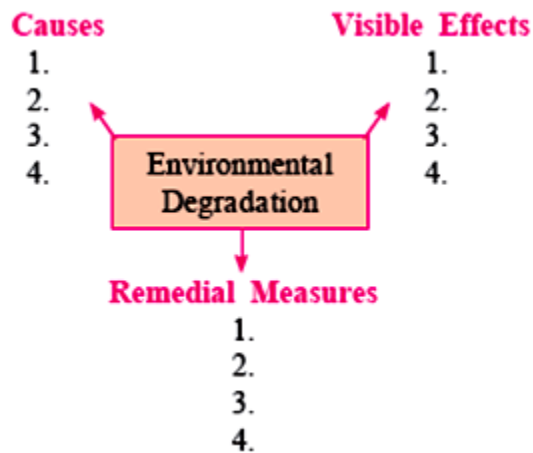 Causes
1.
2.
3.
4.
Visible Effects
1.
2.
3.
4.
Environmental
Degradation
Remedial Measures
1.
2.
3.
4.